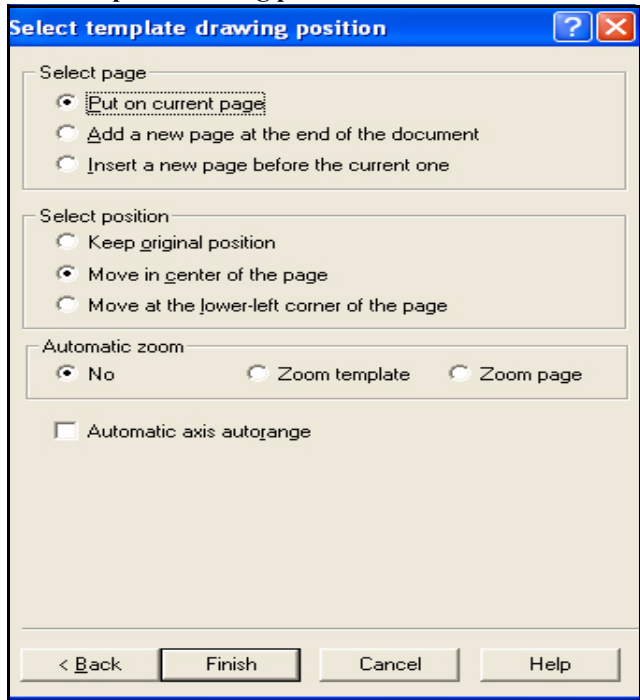 Select template drawing position
Select page
Put on current page
Add a new page at the end of the document
Insert a new page before the current one
Select position
Keep original position
Move in center of the page
Move at the lower-left corner of the page
Automatic zoom
No Zoom template Zoom page
Automatic axis autorange
< Back Finish Cancel Help